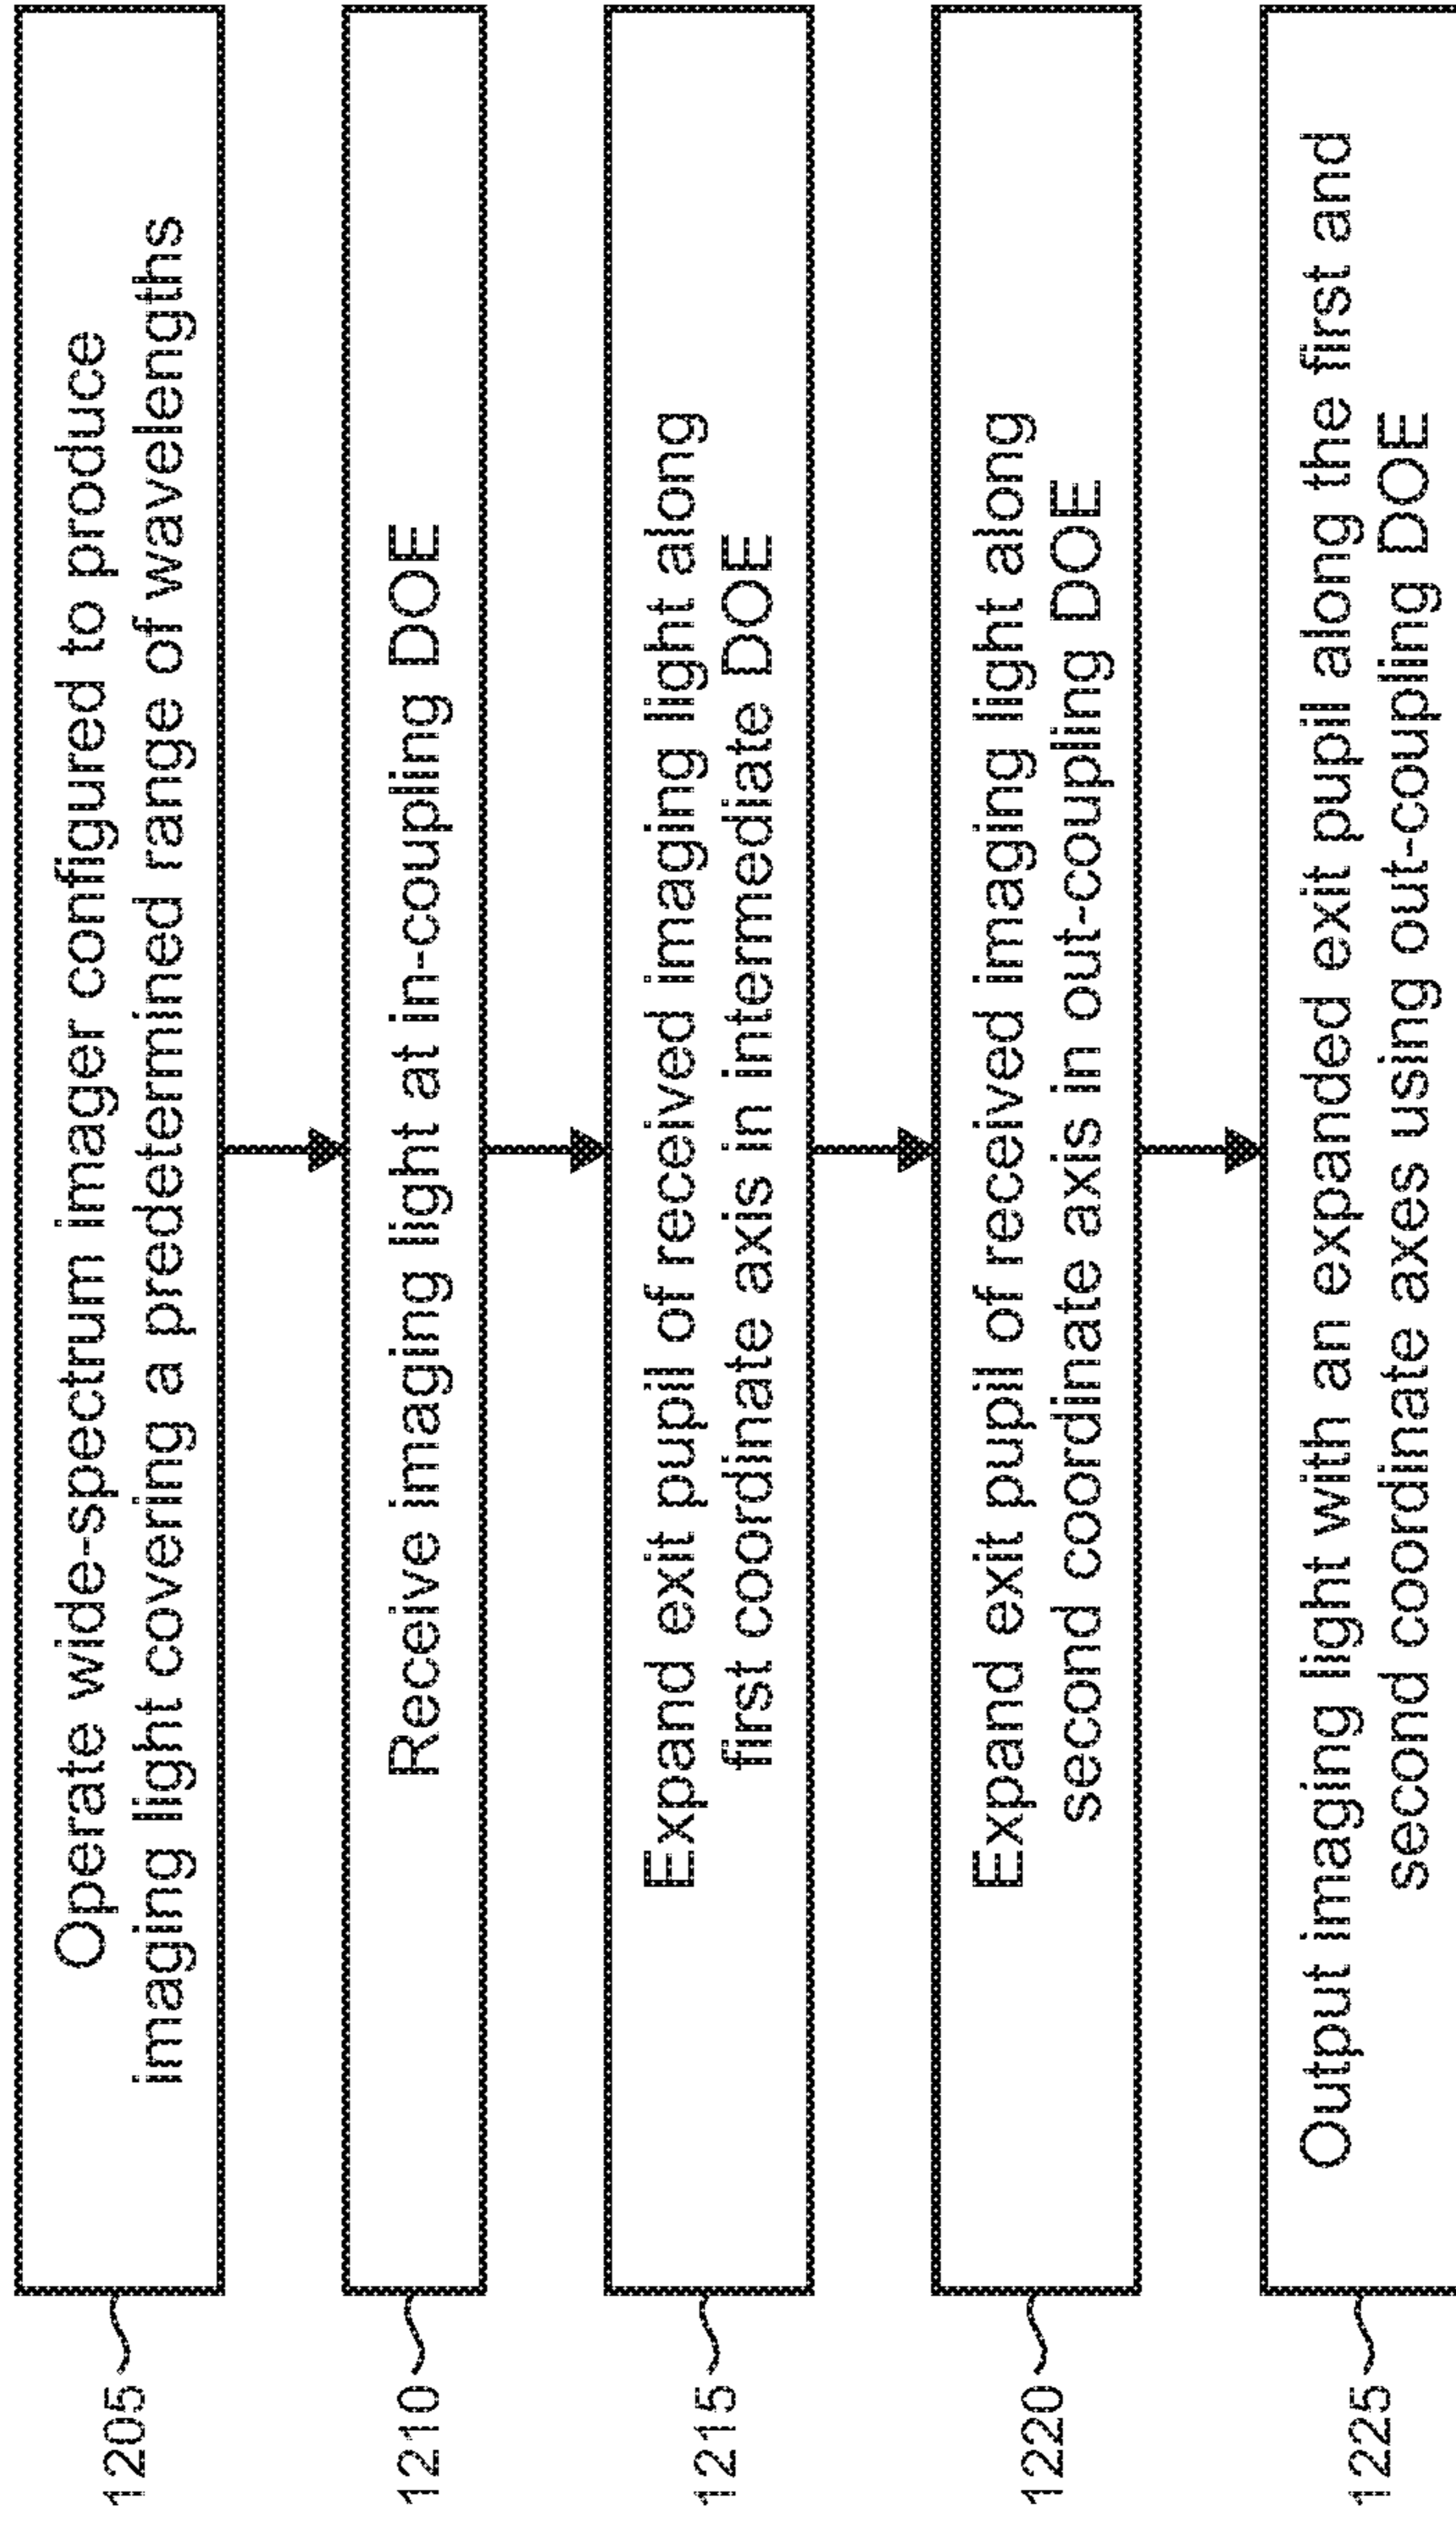 1205
Operate wide-spectrum imager configured to produce
imaging light covering a predetermined range of wavelengths
1210
Receive imaging light at in-coupling DOE
1215
Expand exit pupil of received imaging light along
first coordinate axis in intermediate DOE
1220
Expand exit pupil of received imaging light along
second coordinate axis in out-coupling DOE
1225
Output imaging light with an expanded exit pupil along the first and
second coordinate axes using out-coupling DOE